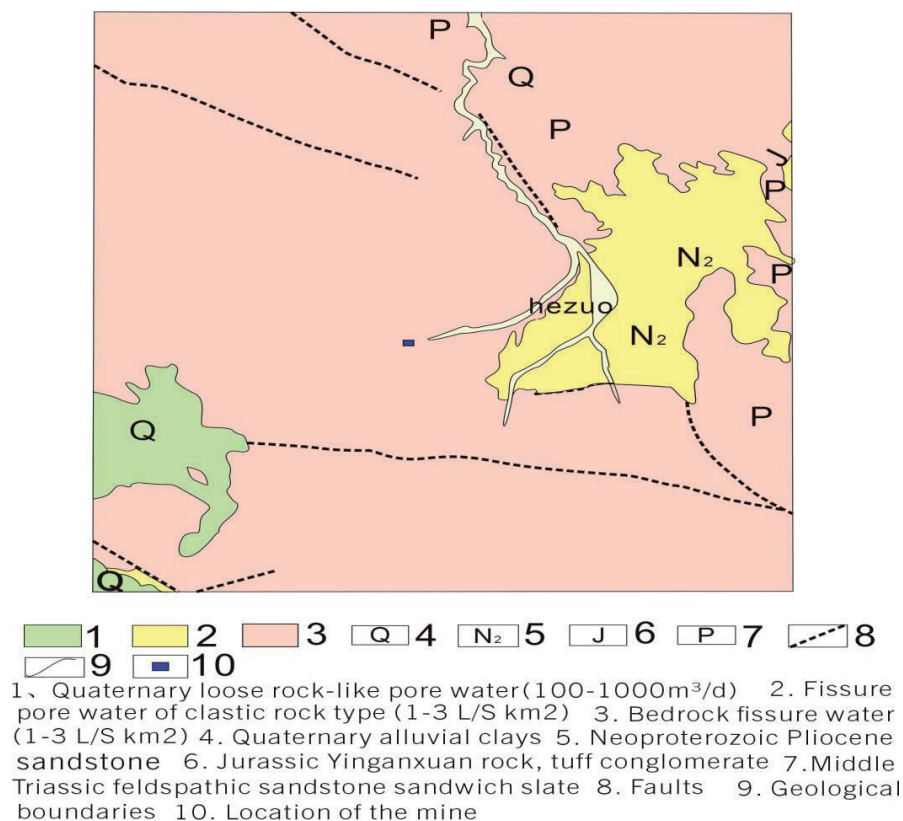 P
Q
P
J
P
N₂
P
hezuo
N₂
P
Q
Q
1 2 3 Q 4 N₂ 5 J 6 P 7 8
9 10
1、Quaternary loose rock-like pore water(100-1000m³/d) 2. Fissure
pore water of clastic rock type (1-3 L/S km2) 3. Bedrock fissure water
(1-3 L/S km2) 4. Quaternary alluvial clays 5. Neoproterozoic Pliocene
sandstone 6. Jurassic Yinganxuan rock, tuff conglomerate 7.Middle
Triassic feldspathic sandstone sandwich slate 8. Faults 9. Geological
boundaries 10. Location of the mine